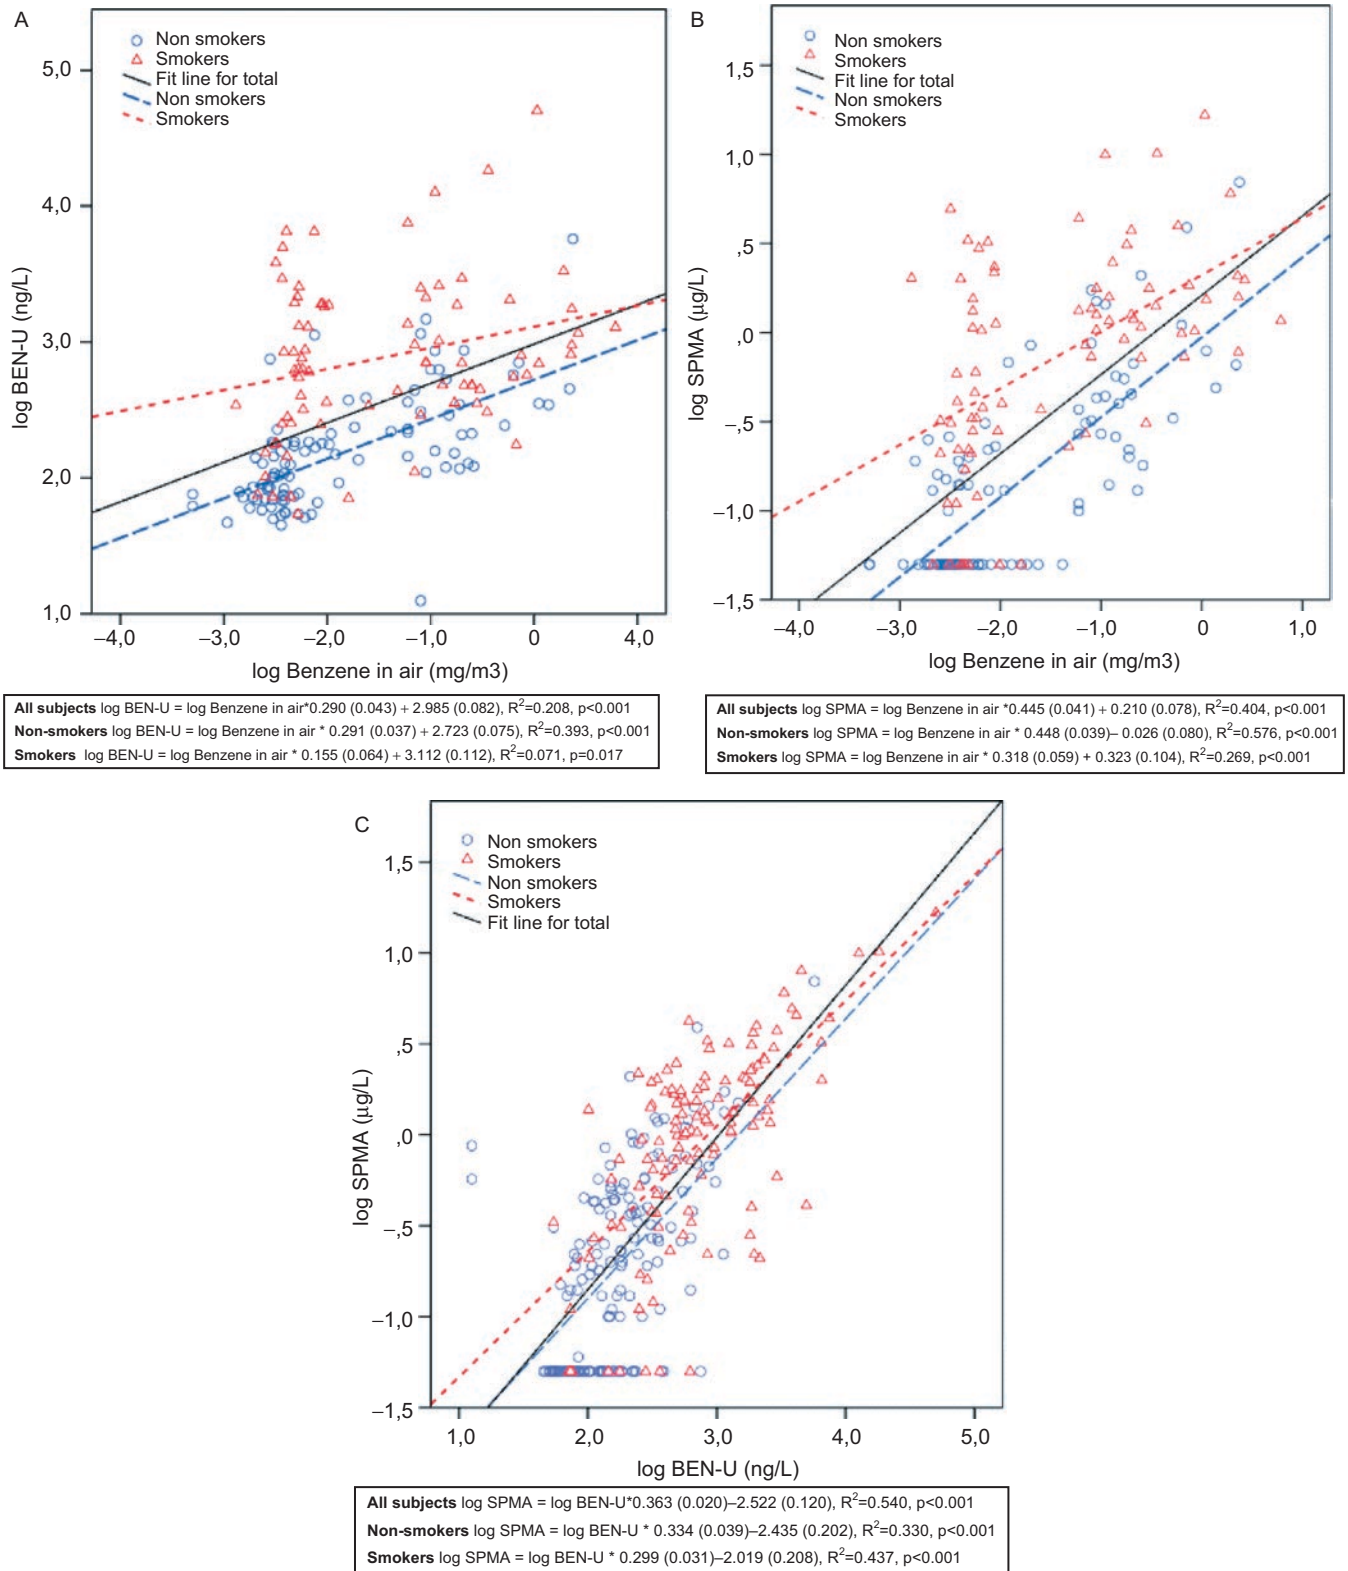 A
Non smokers
Smokers
Fit line for total
Non smokers
Smokers
5,0
4,0
3,0
2,0
1,0
log BEN-U (ng/L)
–4,0 –3,0 –2,0 –1,0 0 4,0
log Benzene in air (mg/m3)
All subjects log BEN-U = log Benzene in air*0.290 (0.043) + 2.985 (0.082), R²=0.208, p<0.001
Non-smokers log BEN-U = log Benzene in air * 0.291 (0.037) + 2.723 (0.075), R²=0.393, p<0.001
Smokers log BEN-U = log Benzene in air * 0.155 (0.064) + 3.112 (0.112), R²=0.071, p=0.017
B
Non smokers
Smokers
Fit line for total
Non smokers
Smokers
1,5
1,0
,5
,0
–,5
–1,0
–1,5
log SPMA (µg/L)
–4,0 –3,0 –2,0 –1,0 0 1,0
log Benzene in air (mg/m3)
All subjects log SPMA = log Benzene in air *0.445 (0.041) + 0.210 (0.078), R²=0.404, p<0.001
Non-smokers log SPMA = log Benzene in air * 0.448 (0.039)– 0.026 (0.080), R²=0.576, p<0.001
Smokers log SPMA = log Benzene in air * 0.318 (0.059) + 0.323 (0.104), R²=0.269, p<0.001
C
Non smokers
Smokers
Non smokers
Smokers
Fit line for total
1,5
1,0
,5
,0
–,5
–1,0
–1,5
log SPMA (µg/L)
1,0 2,0 3,0 4,0 5,0
log BEN-U (ng/L)
All subjects log SPMA = log BEN-U*0.363 (0.020)–2.522 (0.120), R²=0.540, p<0.001
Non-smokers log SPMA = log BEN-U * 0.334 (0.039)–2.435 (0.202), R²=0.330, p<0.001
Smokers log SPMA = log BEN-U * 0.299 (0.031)–2.019 (0.208), R²=0.437, p<0.001